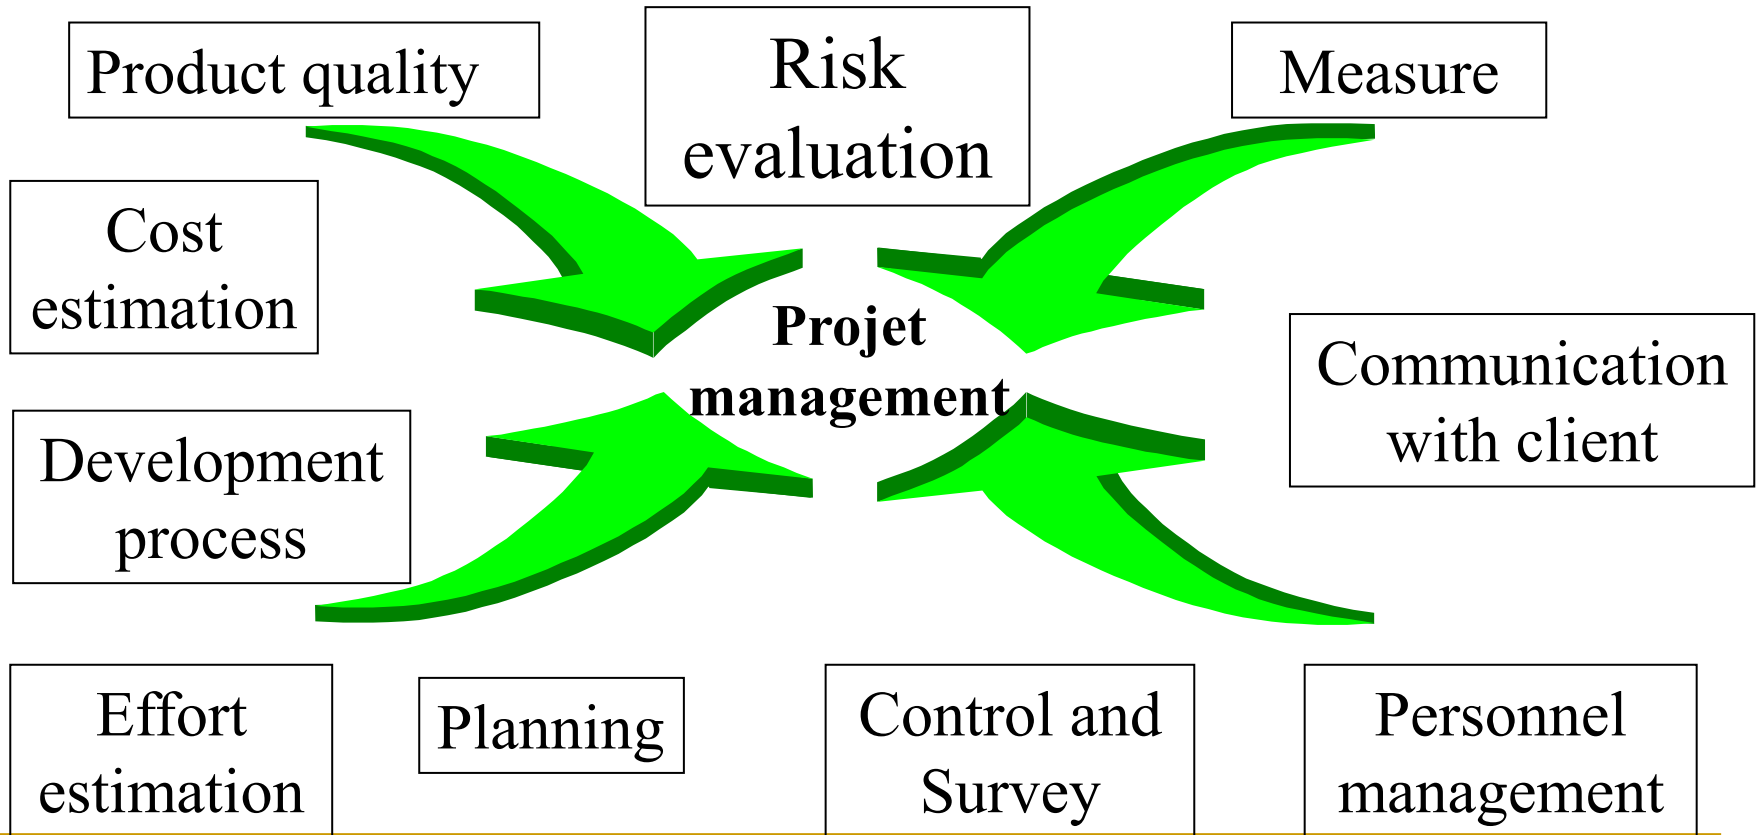 Product quality
Risk
evaluation
Measure
Cost
estimation
Projet
management
Communication
with client
Development
process
Effort
estimation
Planning
Control and
Survey
Personnel
management